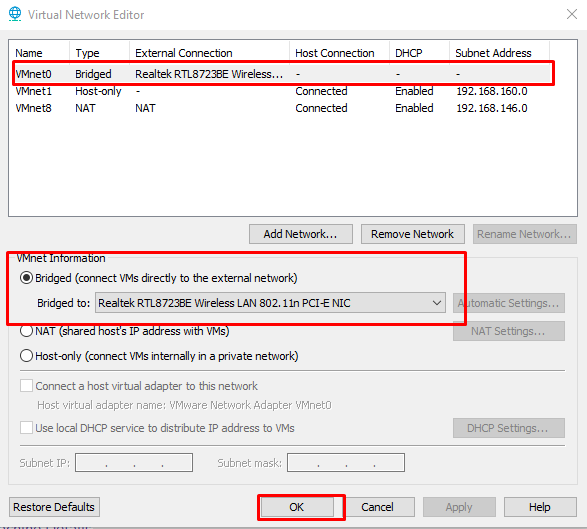 Virtual Network Editor
Name Type External Connection Host Connection DHCP Subnet Address
VMnet0 Bridged Realtek RTL8723BE Wireless... - - -
VMnet1 Host-only - Connected Enabled 192.168.160.0
VMnet8 NAT NAT Connected Enabled 192.168.146.0
Add Network... Remove Network Rename Network...
VMnet Information
Bridged (connect VMs directly to the external network)
Bridged to: Realtek RTL8723BE Wireless LAN 802.11n PCI-E NIC Automatic Settings...
NAT (shared host's IP address with VMs) NAT Settings...
Host-only (connect VMs internally in a private network)
Connect a host virtual adapter to this network
Host virtual adapter name: VMware Network Adapter VMnet0
Use local DHCP service to distribute IP address to VMs DHCP Settings...
Subnet IP: . . . Subnet mask: . . .
Restore Defaults OK Cancel Apply Help